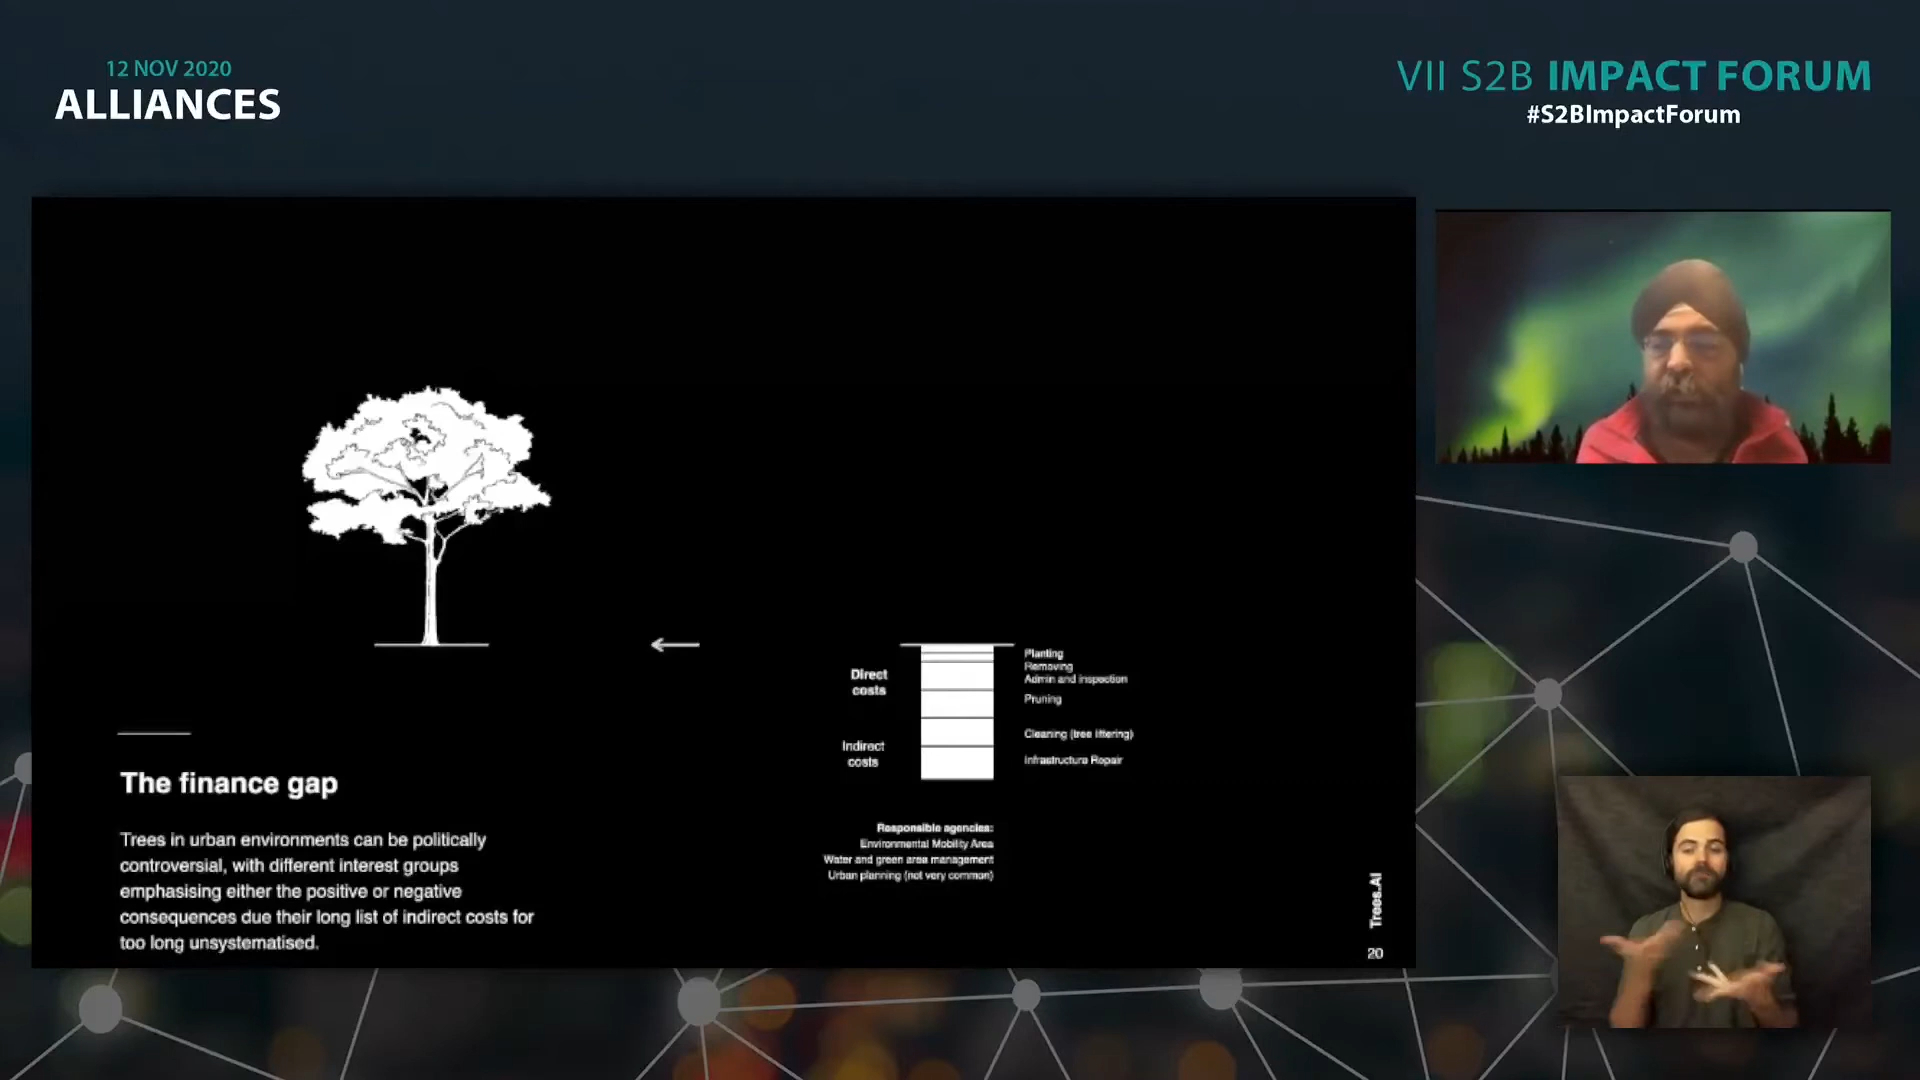 12 NOV 2020
ALLIANCES
VII S2B IMPACT FORUM
#S2BImpactForum
The finance gap
Trees in urban environments can be politically
controversial, with different interest groups
emphasising either the positive or negative
consequences due their long list of indirect costs for
too long unsystematised.
Direct
costs
Indirect
costs
Planting
Removing
Admin and inspection
Pruning
Cleaning (tree littering)
Infrastructure Repair
Responsible agencies:
Environmental Mobility Area
Water and green area management
Urban planning (not very common)
Trees.AI
20